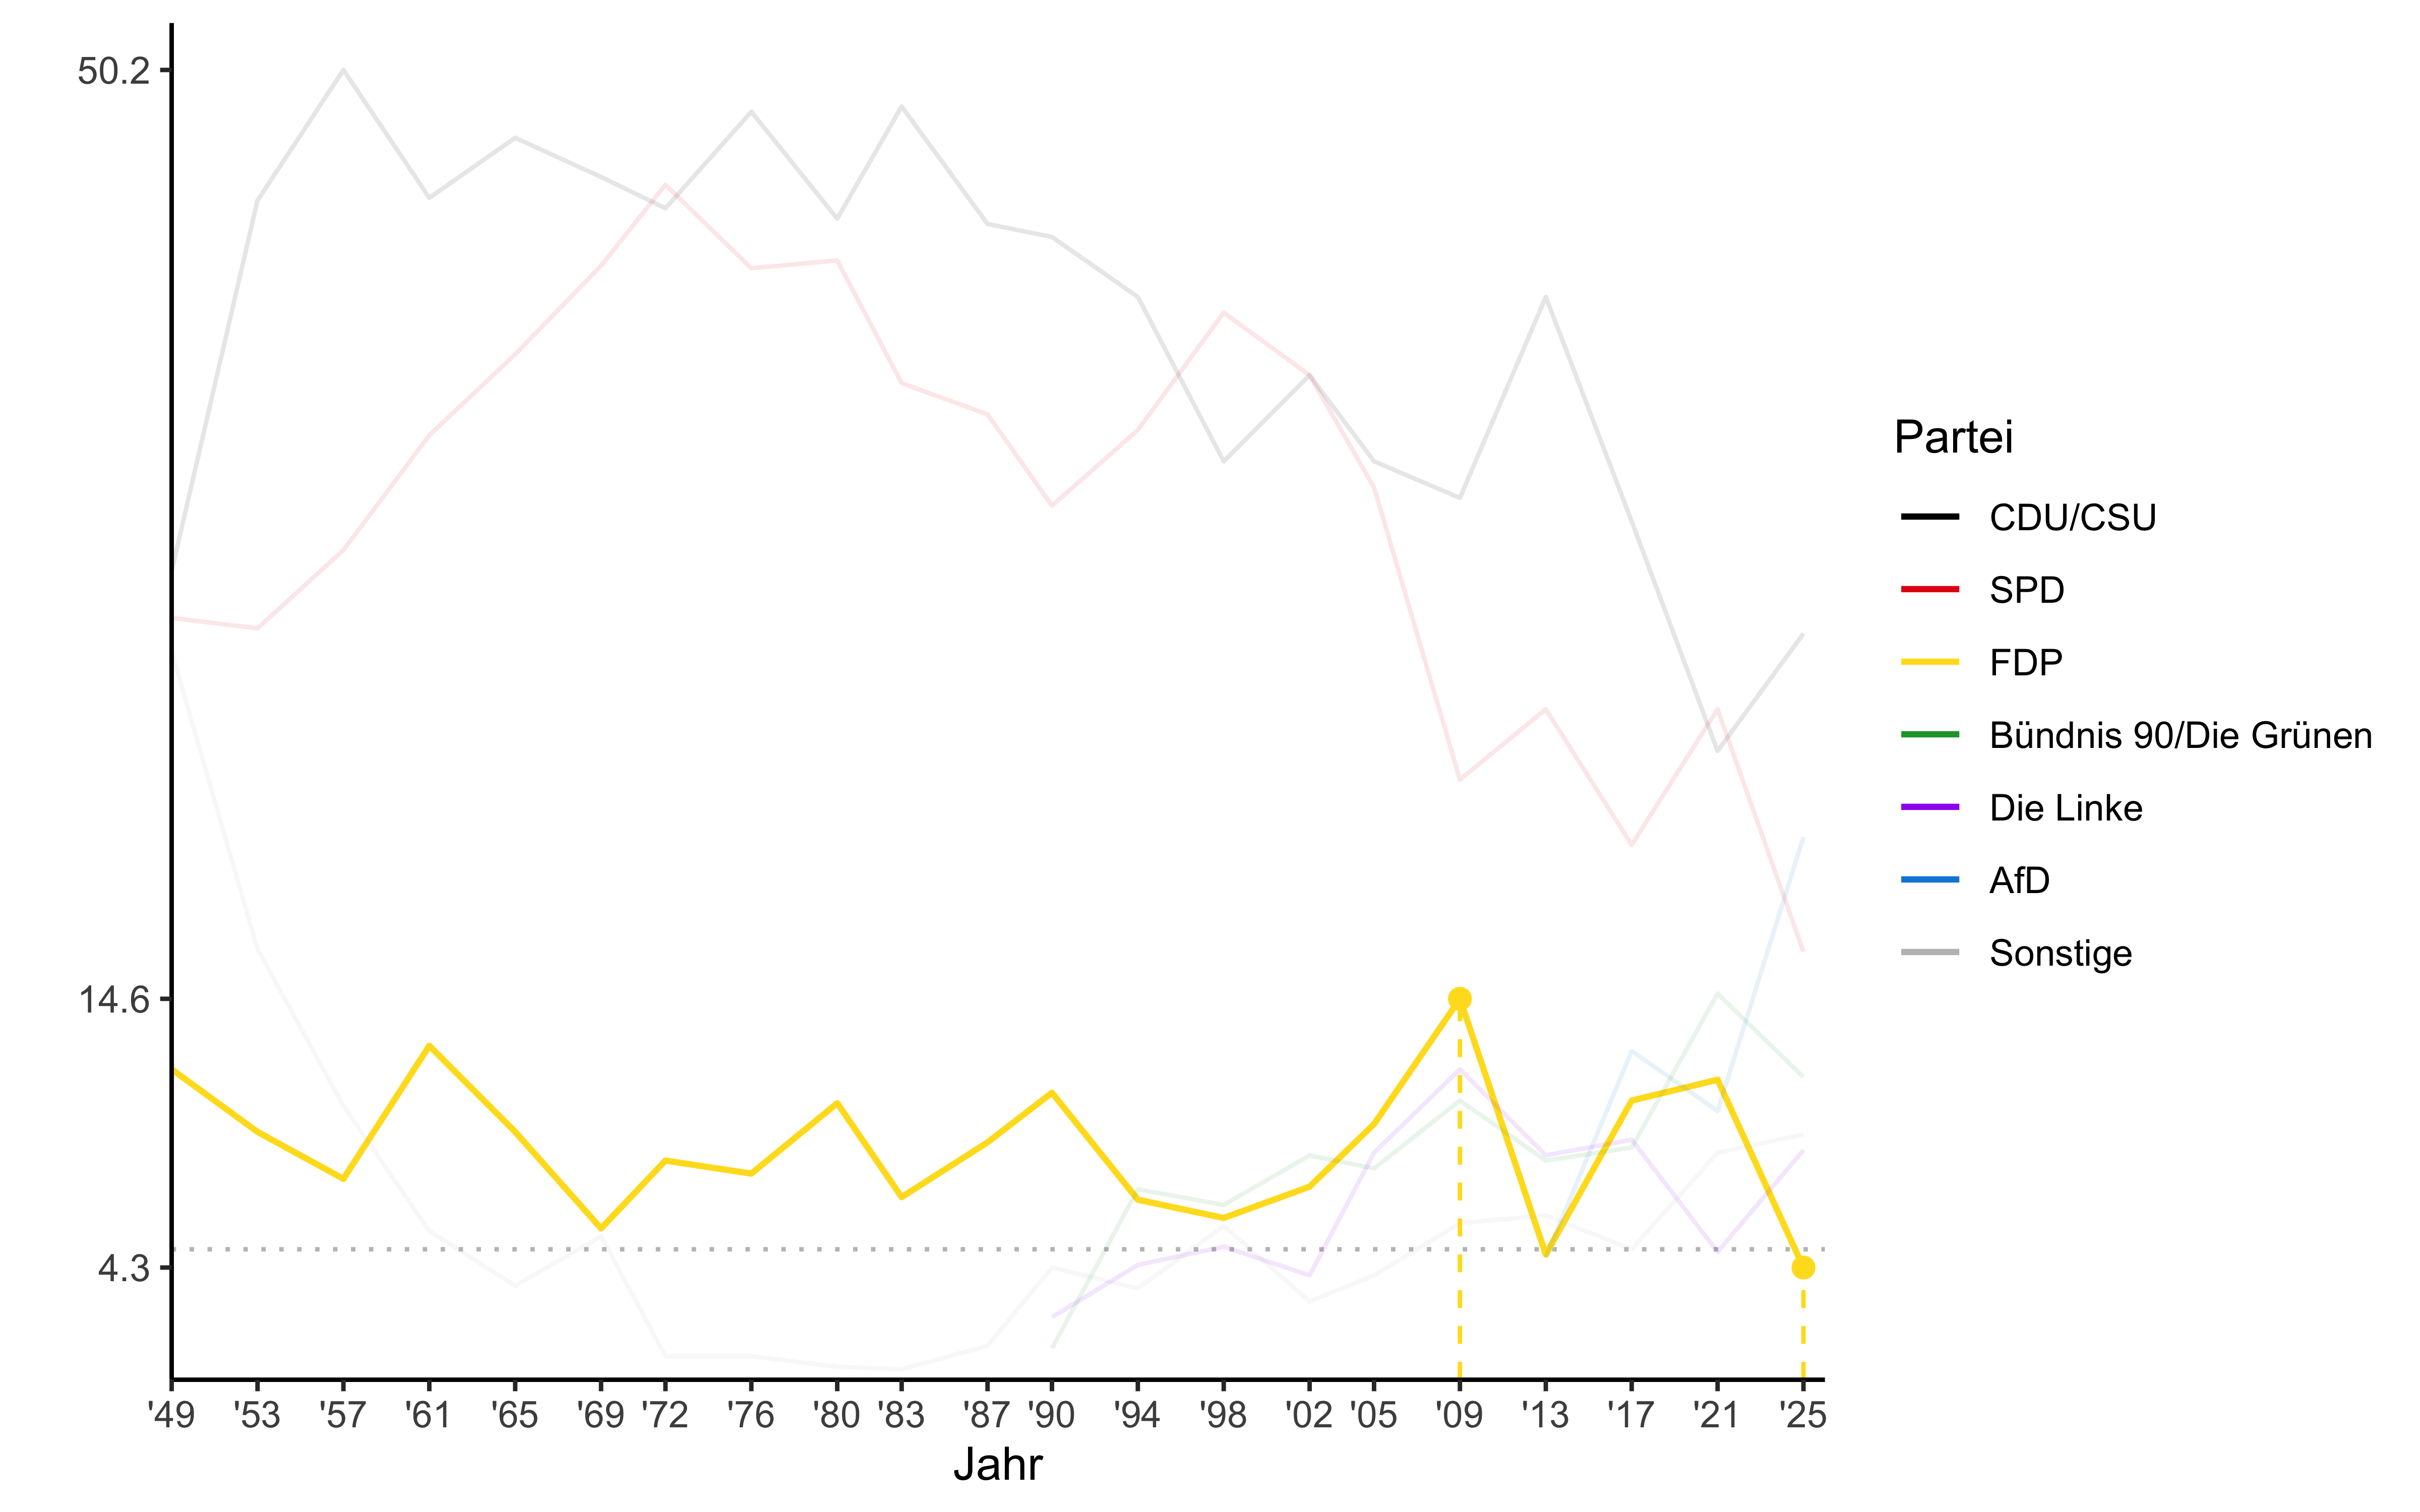 50.2
14.6
4.3
'49 '53 '57 '61 '65 '69 '72 '76 '80 '83 '87 '90 '94 '98 '02 '05 '09 '13 '17 '21 '25
Jahr
Partei
CDU/CSU
SPD
FDP
Bündnis 90/Die Grünen
Die Linke
AfD
Sonstige